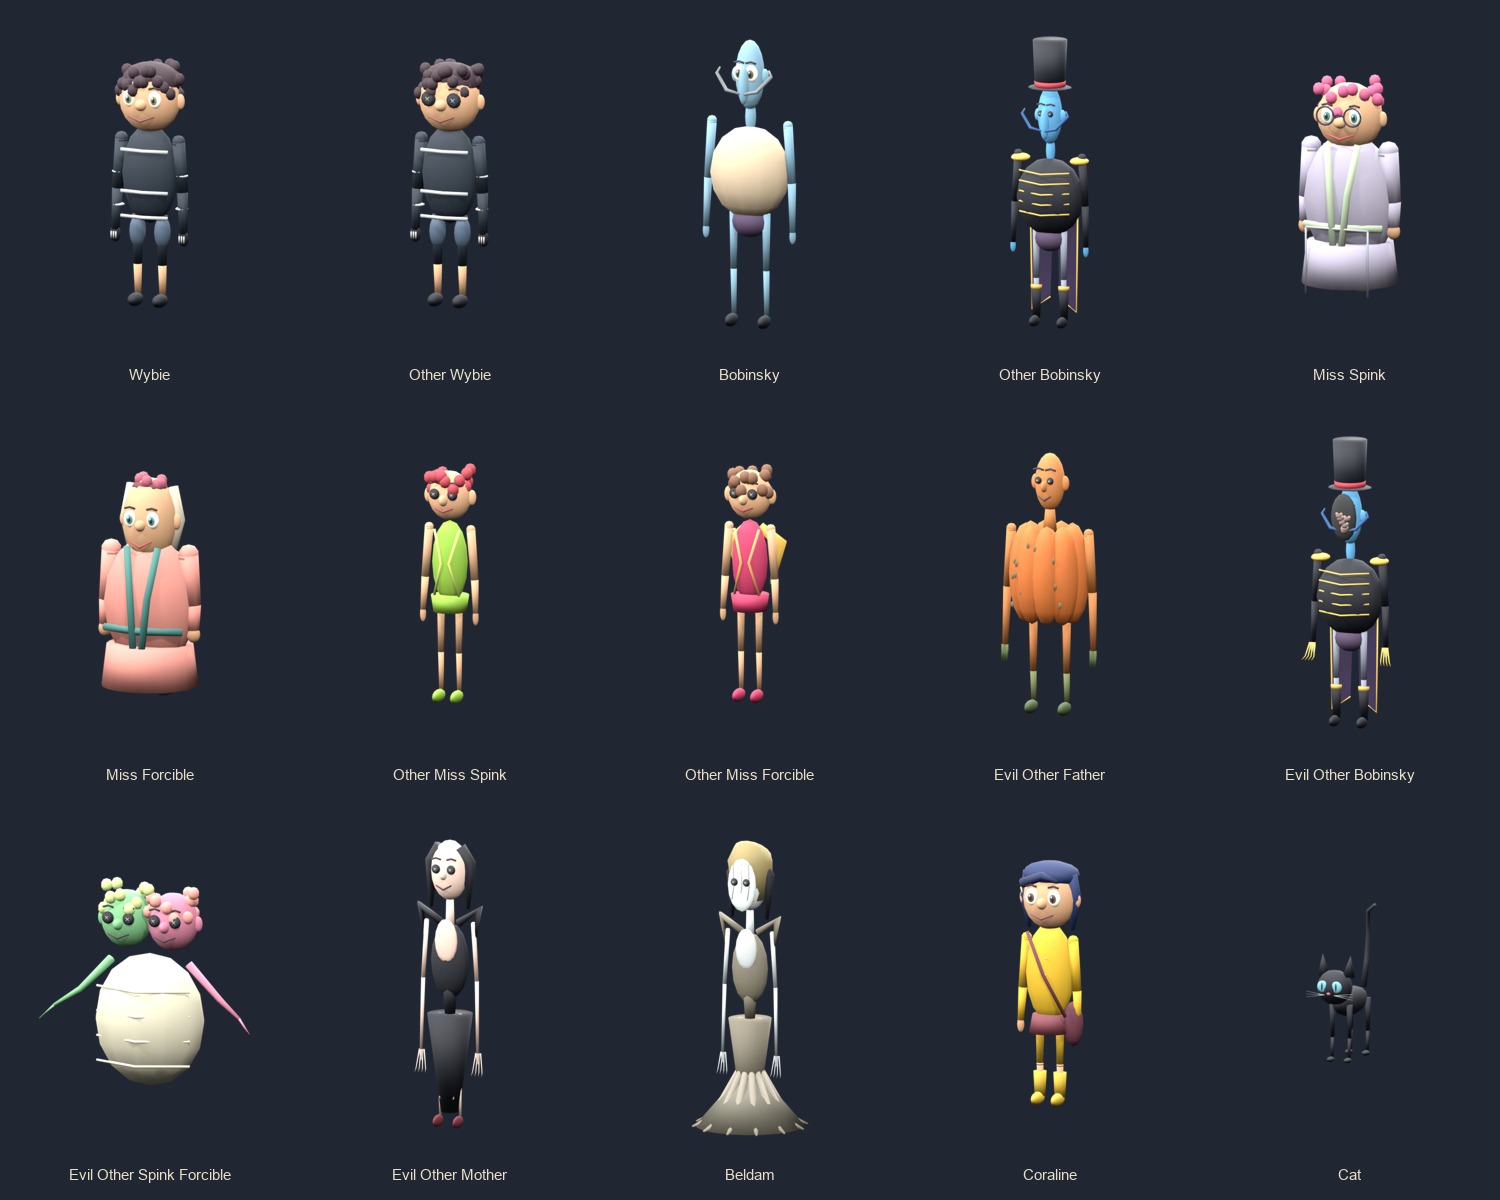 Wybie
Other Wybie
Bobinsky
Other Bobinsky
Miss Spink
Miss Forcible
Other Miss Spink
Other Miss Forcible
Evil Other Father
Evil Other Bobinsky
Evil Other Spink Forcible
Evil Other Mother
Beldam
Coraline
Cat